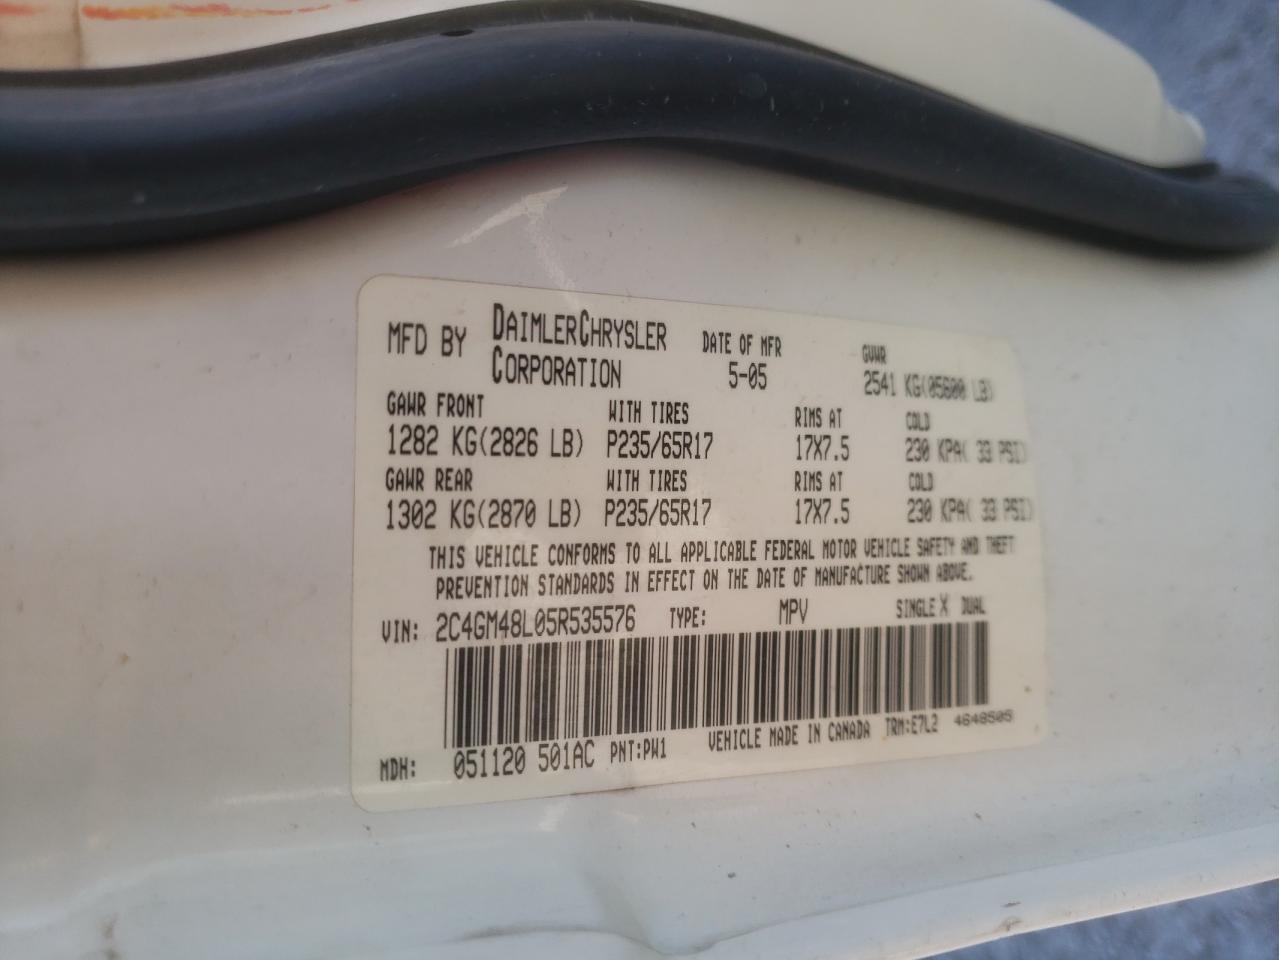 MFD BY DAIMLERCHRYSLER CORPORATION DATE OF MFR 5-05 GVWR 2541 KG(05600 LB)
GAWR FRONT WITH TIRES RIMS AT COLD
1282 KG(2826 LB) P235/65R17 17X7.5 230 KPA( 33 PSI)
GAWR REAR WITH TIRES RIMS AT COLD
1302 KG(2870 LB) P235/65R17 17X7.5 230 KPA( 33 PSI)
THIS VEHICLE CONFORMS TO ALL APPLICABLE FEDERAL MOTOR VEHICLE SAFETY AND THEFT
PREVENTION STANDARDS IN EFFECT ON THE DATE OF MANUFACTURE SHOWN ABOVE.
VIN: 2C4GM48L05R535576 TYPE: MPV SINGLE X DUAL
MDH: 051120 501AC PNT:PW1 VEHICLE MADE IN CANADA TRM:E7L2 4648505